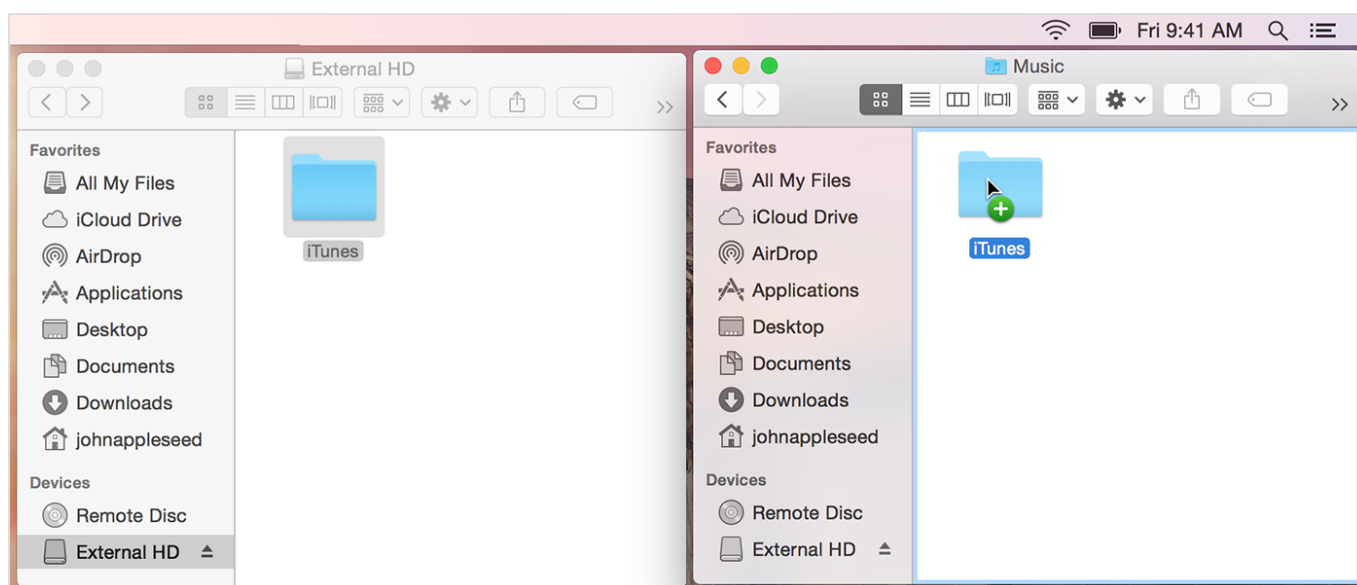 Fri 9:41 AM
External HD
Favorites
All My Files
iCloud Drive
AirDrop
Applications
Desktop
Documents
Downloads
johnappleseed
Devices
Remote Disc
External HD
iTunes
Music
Favorites
All My Files
iCloud Drive
AirDrop
Applications
Desktop
Documents
Downloads
johnappleseed
Devices
Remote Disc
External HD
iTunes